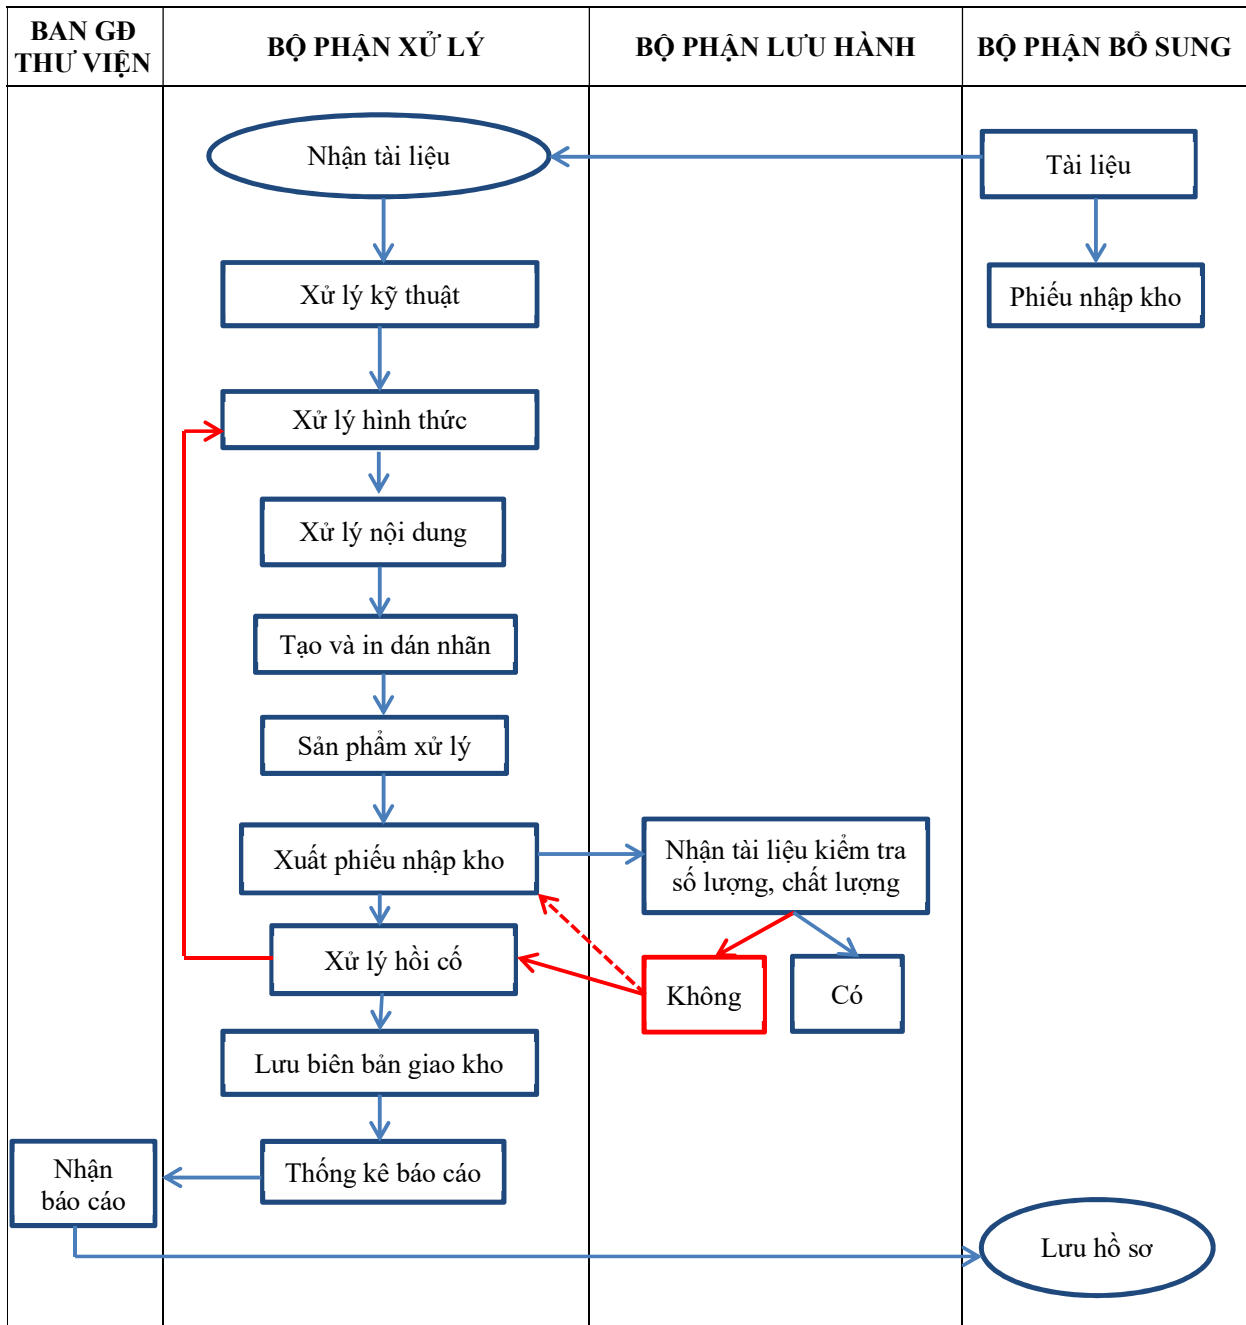 BAN GĐ
THƯ VIỆN
BỘ PHẬN XỬ LÝ
BỘ PHẬN LƯU HÀNH
BỘ PHẬN BỔ SUNG
Nhận tài liệu
Tài liệu
Xử lý kỹ thuật
Phiếu nhập kho
Xử lý hình thức
Xử lý nội dung
Tạo và in dán nhãn
Sản phẩm xử lý
Xuất phiếu nhập kho
Nhận tài liệu kiểm tra
số lượng, chất lượng
Xử lý hồi cố
Không
Có
Lưu biên bản giao kho
Nhận
báo cáo
Thống kê báo cáo
Lưu hồ sơ